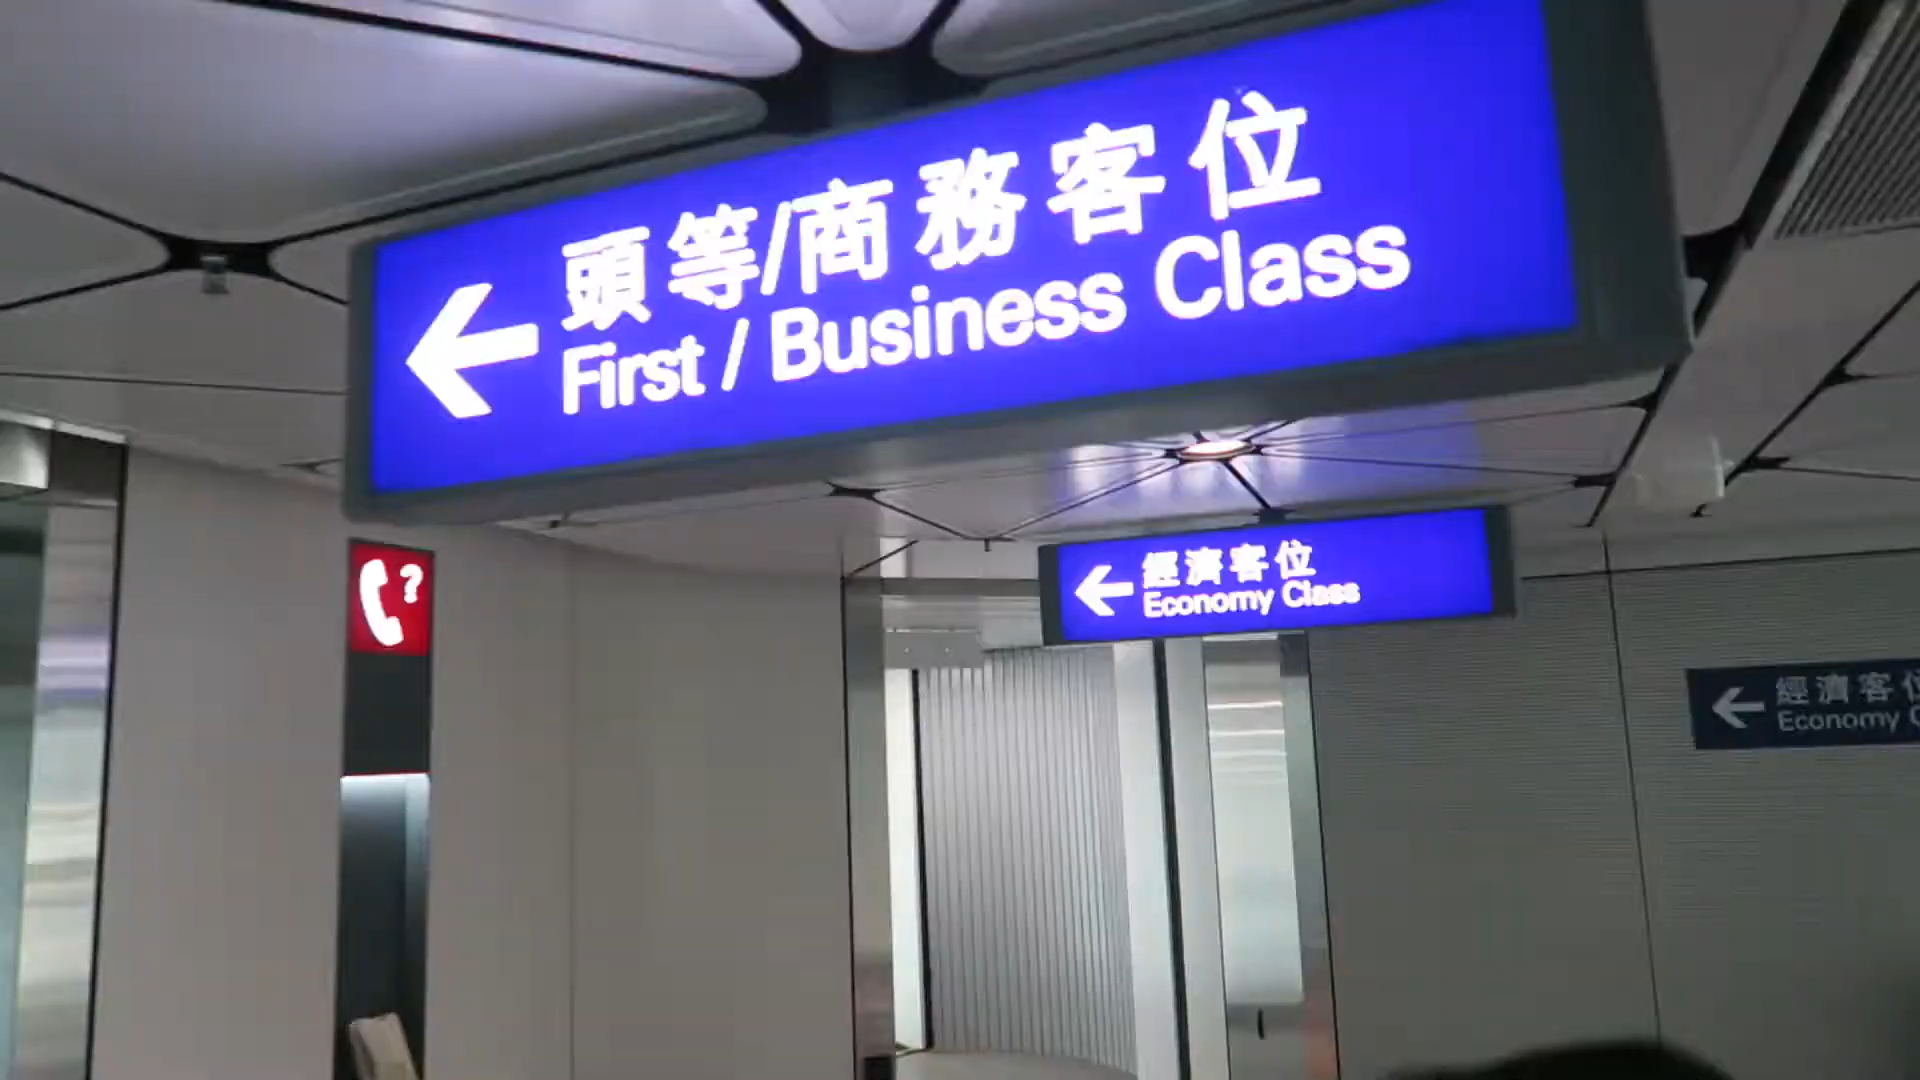 頭等/商務客位
First / Business Class
經濟客位
Economy Class
經濟客
Economy
?